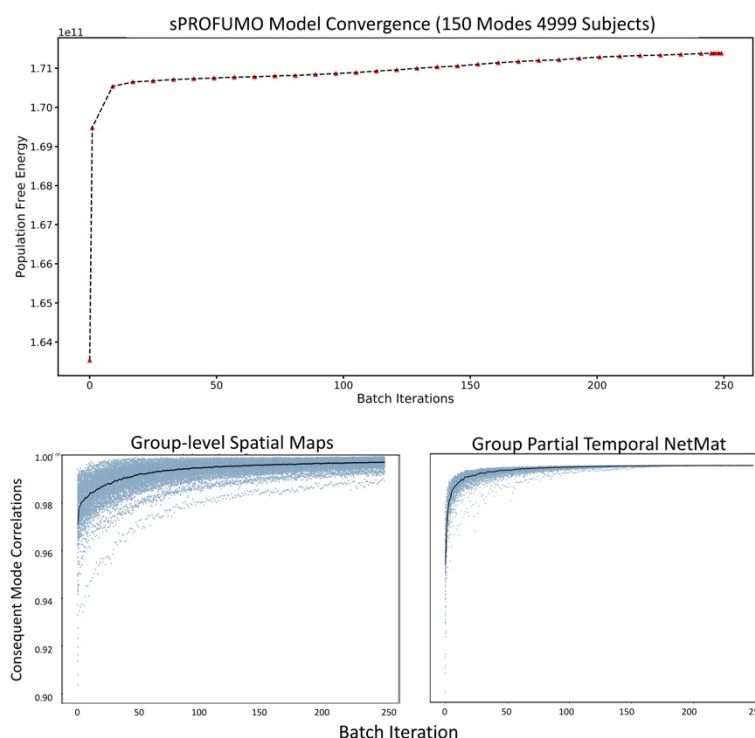 sPROFUMO Model Convergence (150 Modes 4999 Subjects)
1e11
1.71
1.70
1.69
1.68
1.67
1.66
1.65
1.64
Population Free Energy
0 50 100 150 200 250
Batch Iterations
Group-level Spatial Maps
Group Partial Temporal NetMat
1.00
0.98
0.96
0.94
0.92
0.90
Consequent Mode Correlations
0 50 100 150 200 250
0 50 100 150 200 250
Batch Iteration